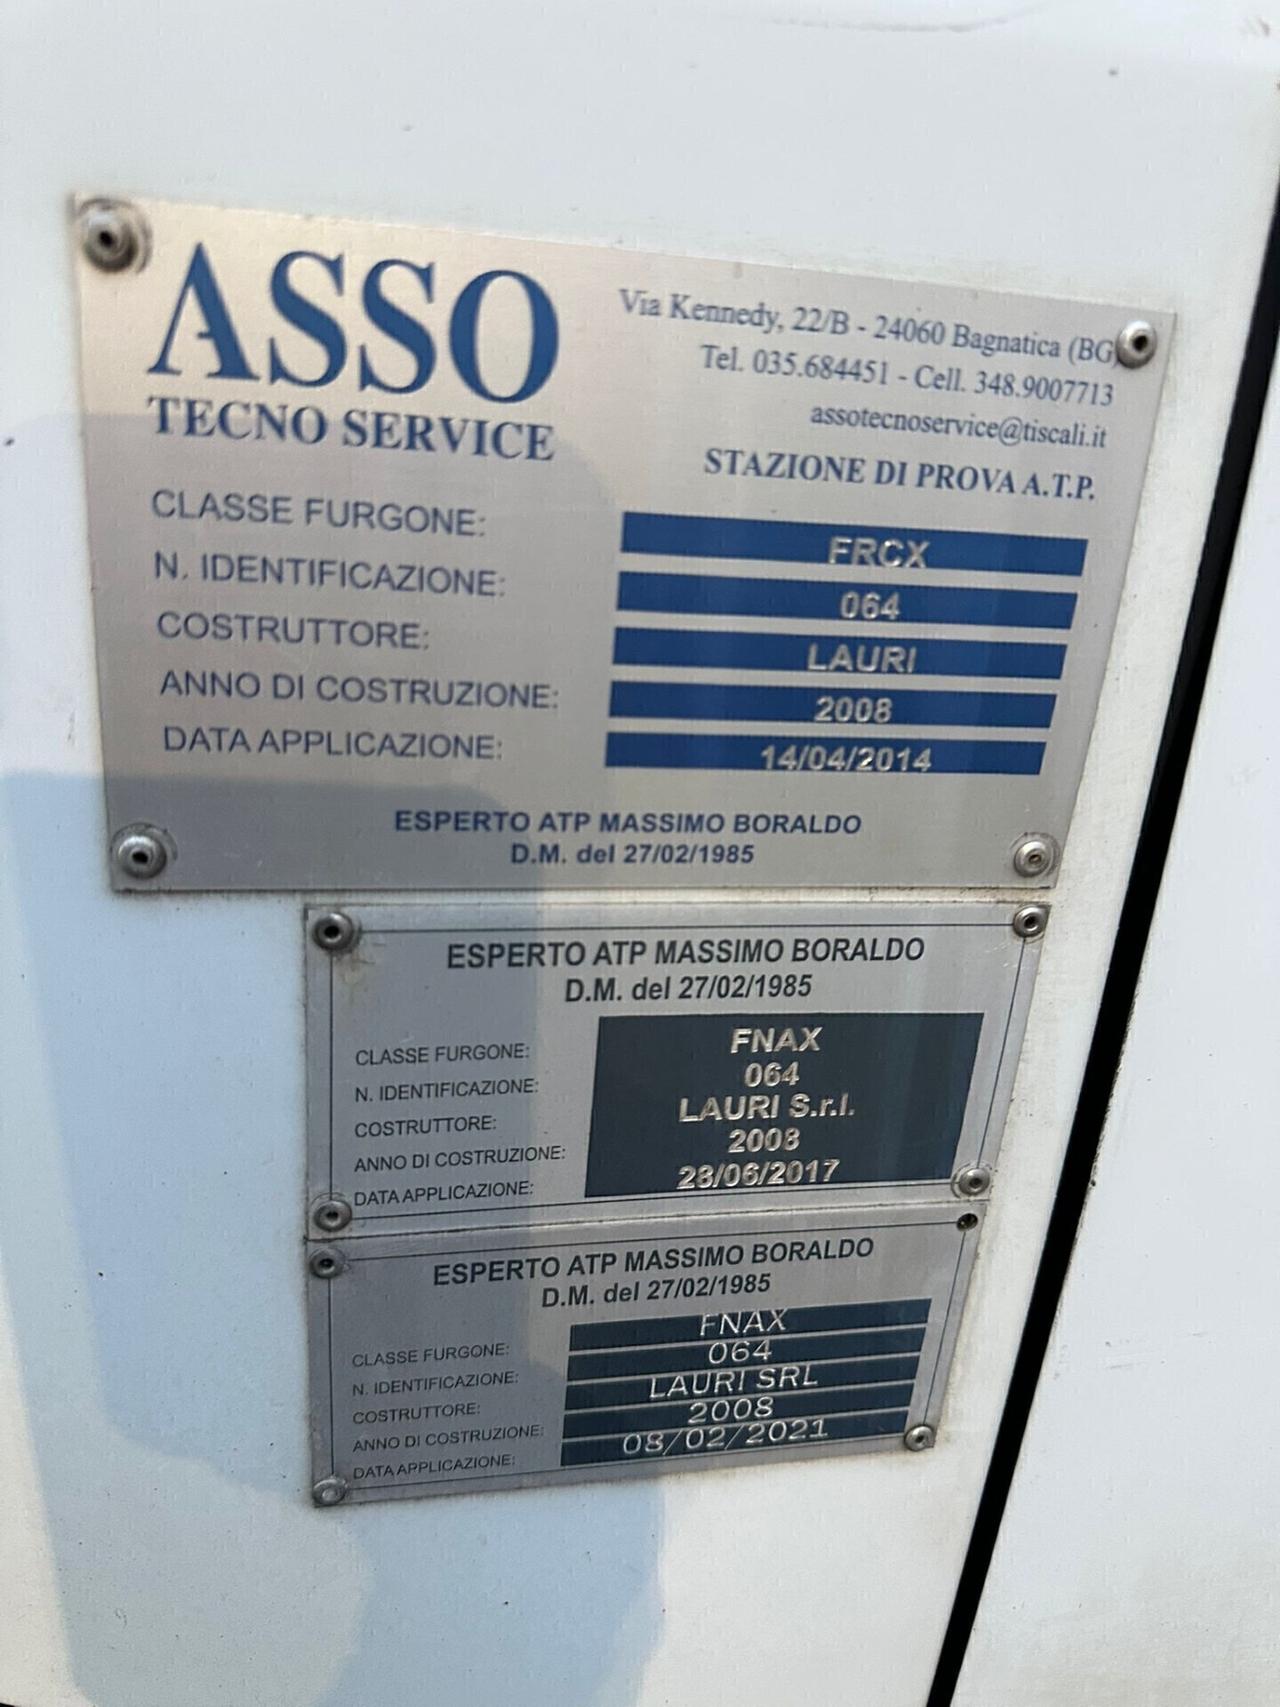 ASSO
TECNO SERVICE
Via Kennedy, 22/B - 24060 Bagnatica (BG)
Tel. 035.684451 - Cell. 348.9007713
assotecnoservice@tiscali.it
STAZIONE DI PROVA A.T.P.
CLASSE FURGONE: FRCX
N. IDENTIFICAZIONE: 064
COSTRUTTORE: LAURI
ANNO DI COSTRUZIONE: 2008
DATA APPLICAZIONE: 14/04/2014
ESPERTO ATP MASSIMO BORALDO
D.M. del 27/02/1985
ESPERTO ATP MASSIMO BORALDO
D.M. del 27/02/1985
CLASSE FURGONE: FNAX
N. IDENTIFICAZIONE: 064
COSTRUTTORE: LAURI S.r.l.
ANNO DI COSTRUZIONE: 2008
DATA APPLICAZIONE: 28/06/2017
ESPERTO ATP MASSIMO BORALDO
D.M. del 27/02/1985
CLASSE FURGONE: FNAX
N. IDENTIFICAZIONE: 064
COSTRUTTORE: LAURI SRL
ANNO DI COSTRUZIONE: 2008
DATA APPLICAZIONE: 08/02/2021